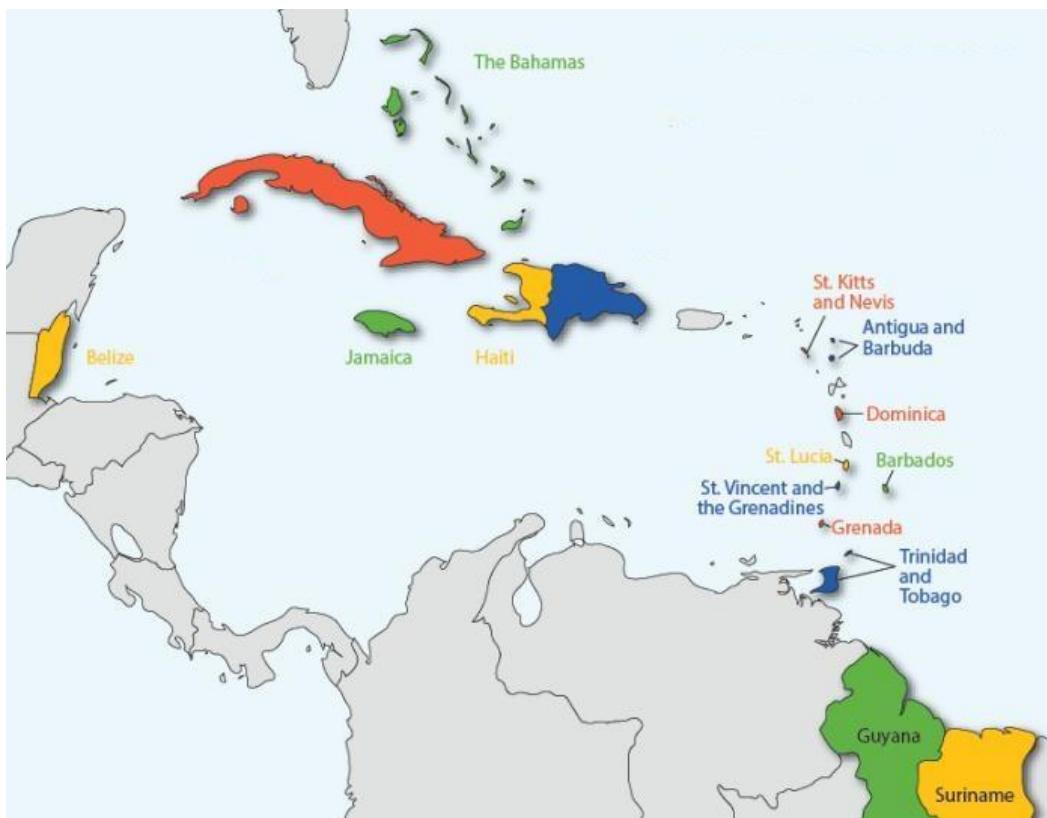 The Bahamas
St. Kitts
and Nevis
Antigua and
Barbuda
Belize
Jamaica
Haiti
Dominica
St. Lucia
Barbados
St. Vincent and
the Grenadines
Grenada
Trinidad
and
Tobago
Guyana
Suriname